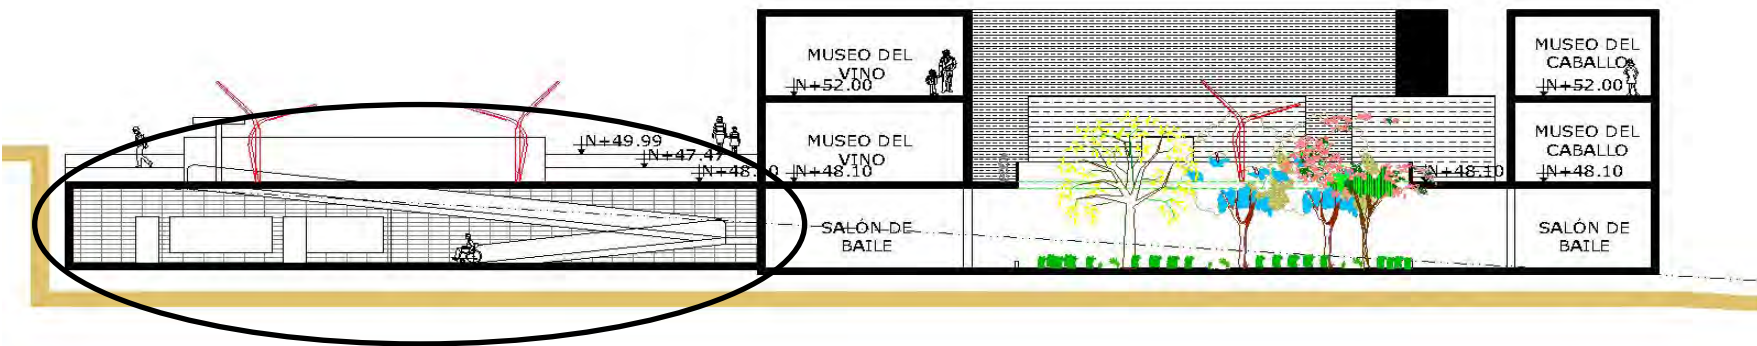 MUSEO DEL
VINO
N+52.00
MUSEO DEL
CABALLO
N+52.00
N+49.99
N+47.47
MUSEO DEL
VINO
N+48.10
MUSEO DEL
CABALLO
N+48.10
N+48.10
SALÓN DE
BAILE
SALÓN DE
BAILE